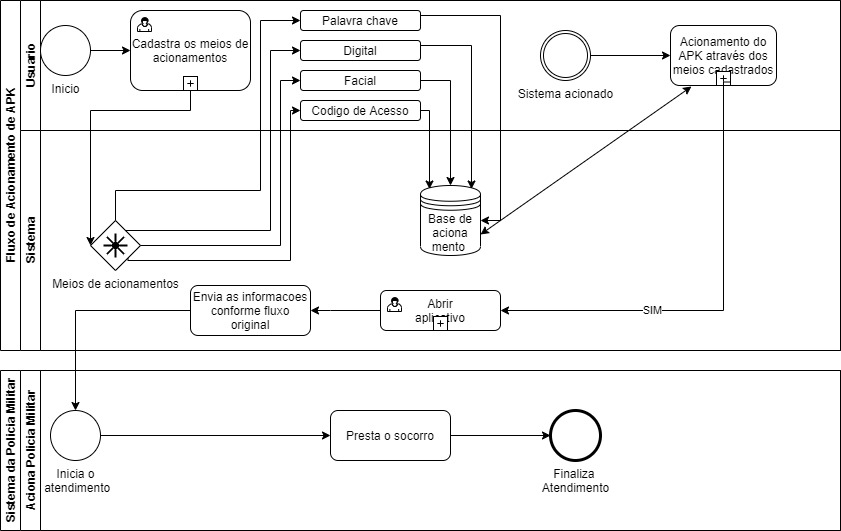 Fluxo de Acionamento de APK
Usuario
Inicio
Cadastra os meios de
acionamentos
Palavra chave
Digital
Facial
Codigo de Acesso
Sistema acionado
Acionamento do
APK através dos
meios cadastrados
Sistema
Meios de acionamentos
Base de
aciona
mento
Envia as informacoes
conforme fluxo
original
Abrir
aplicativo
SIM
Sistema da Policia Militar
Aciona Policia Militar
Inicia o
atendimento
Presta o socorro
Finaliza
Atendimento